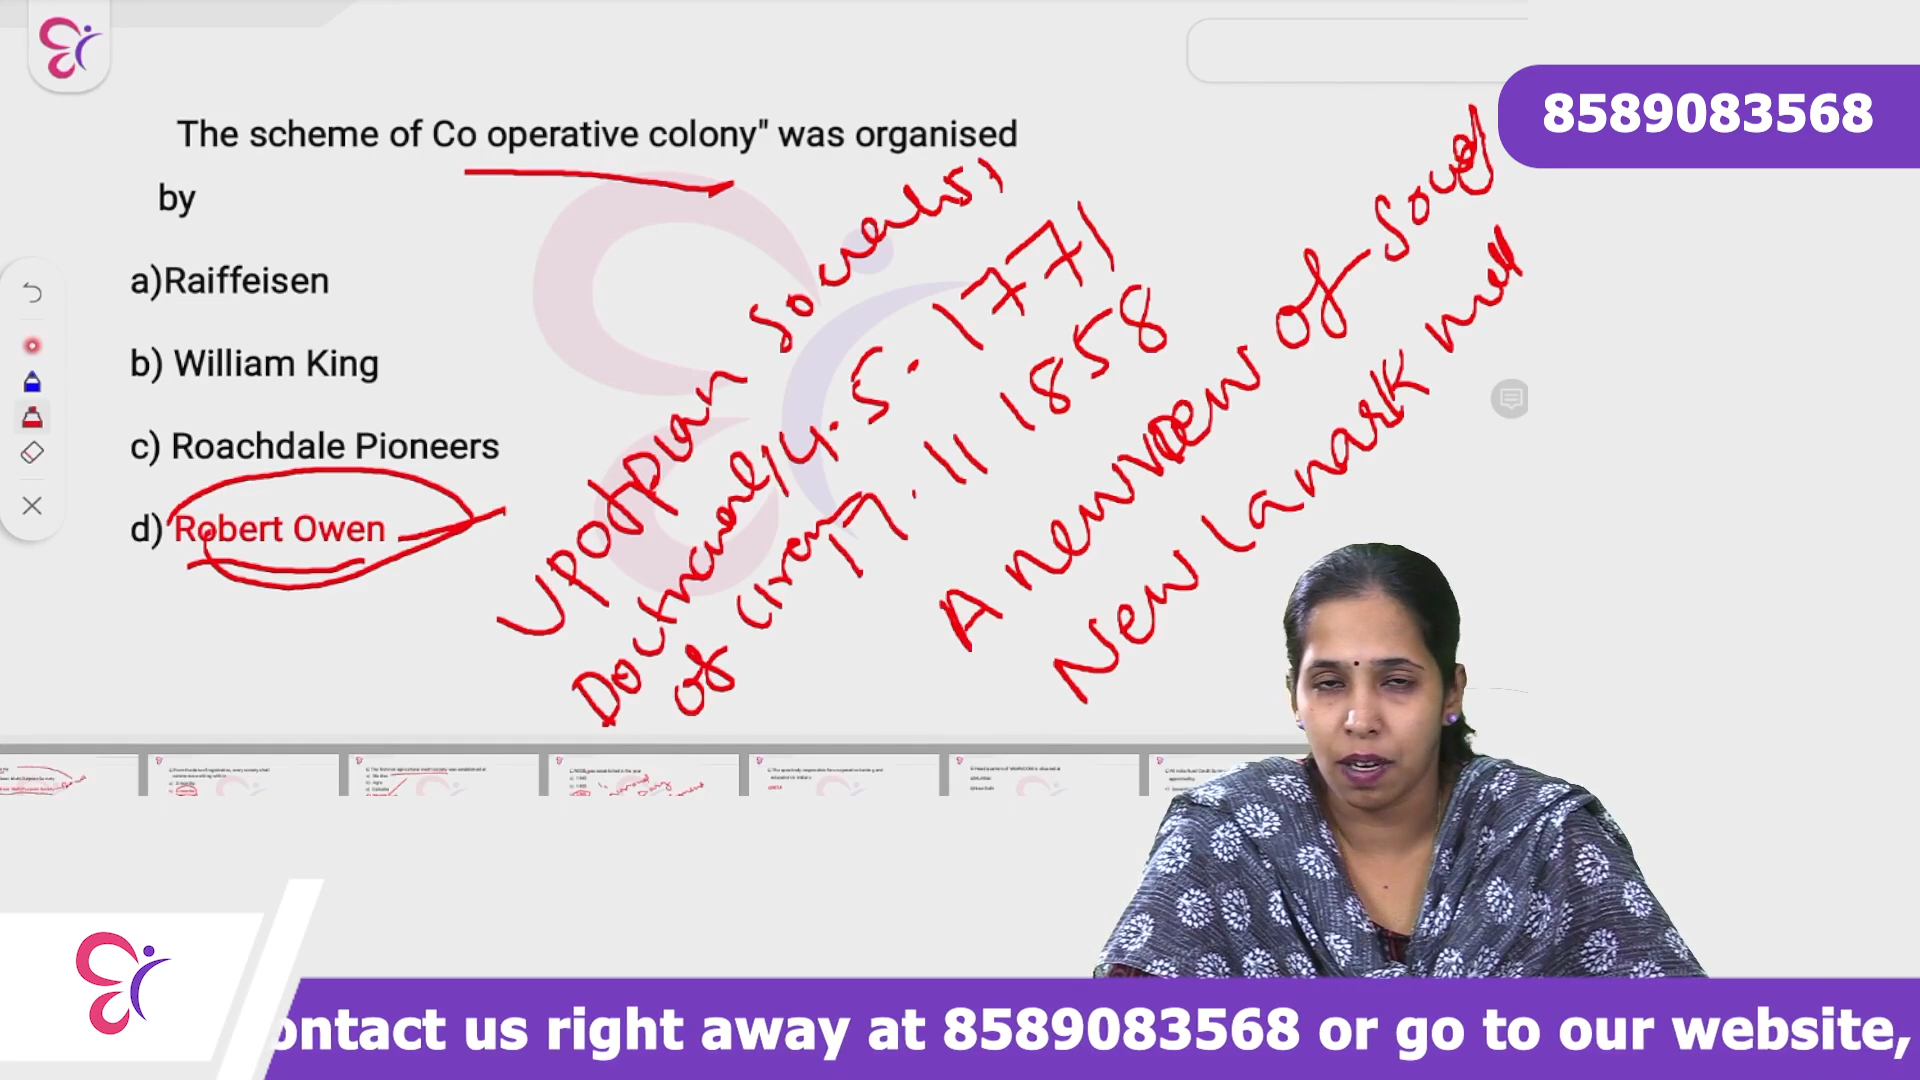 8589083568
The scheme of Co operative colony" was organised
by
a)Raiffeisen
b) William King
c) Roachdale Pioneers
d) Robert Owen
Upotpian Socialist
14.5.1771
of
17.11 1858
A new view of
New Lanark mill
ontact us right away at 8589083568 or go to our website,